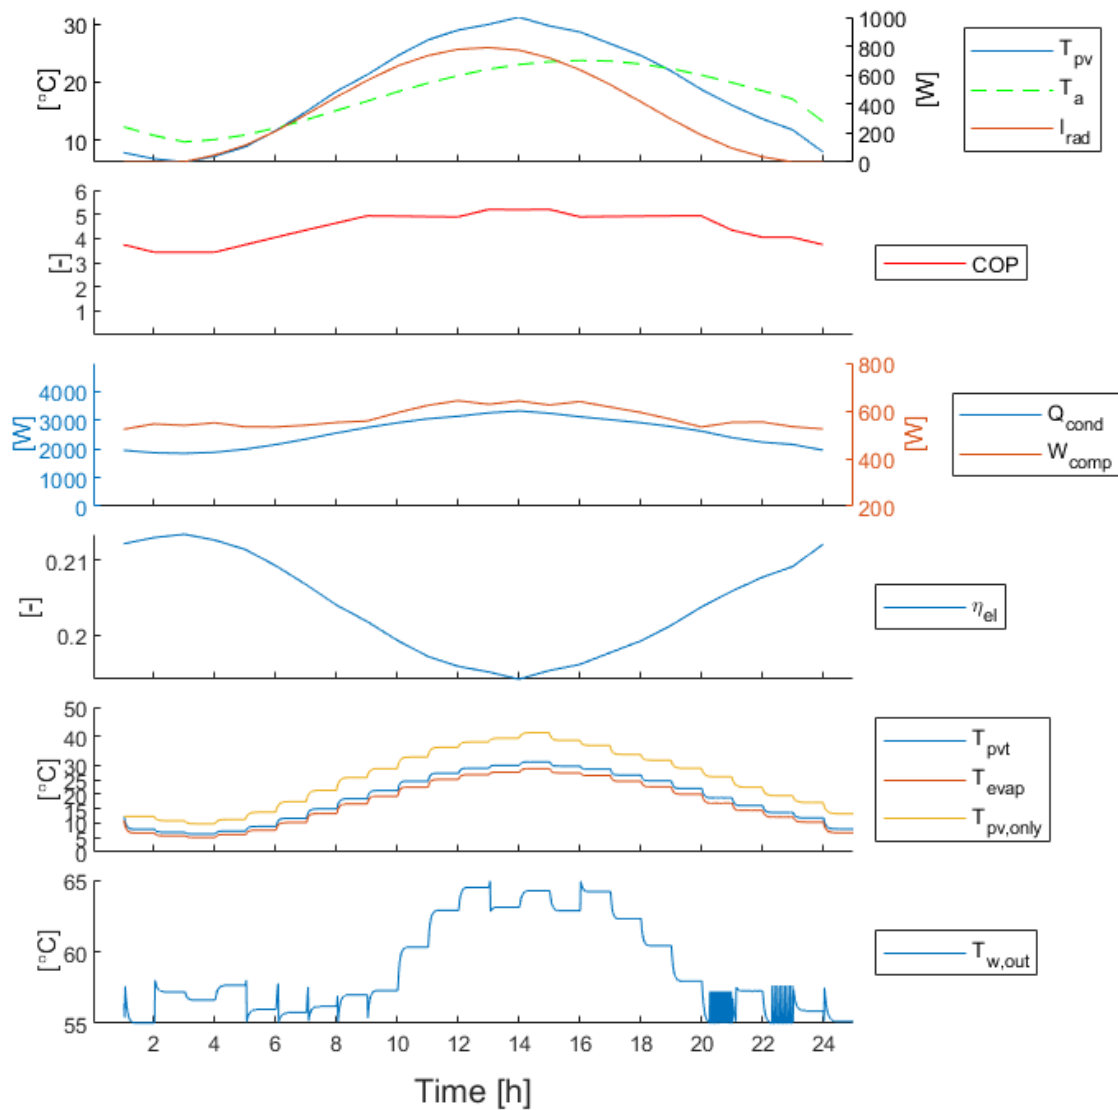 30
20
10
[°C]
1000
800
600
400
200
0
[W]
T_pv
T_a
I_rad
6
5
4
3
2
1
[-]
COP
4000
3000
2000
1000
0
[W]
800
600
400
200
[W]
Q_cond
W_comp
0.21
0.2
[-]
η_el
50
40
30
25
20
15
10
5
0
[°C]
T_pvt
T_evap
T_pv,only
65
60
55
[°C]
T_w,out
2 4 6 8 10 12 14 16 18 20 22 24
Time [h]